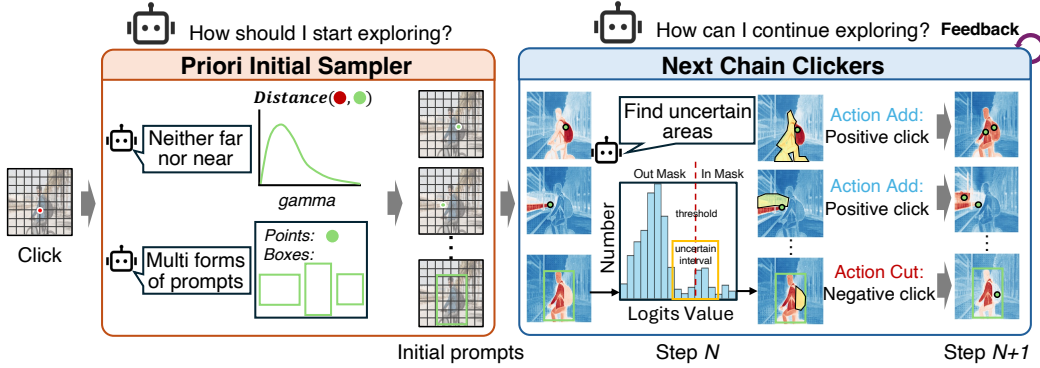 How should I start exploring?
How can I continue exploring?
Feedback
Priori Initial Sampler
Distance(●,●)
Neither far
nor near
gamma
Click
Multi forms
of prompts
Points:
Boxes:
Initial prompts
Next Chain Clickers
Find uncertain
areas
Out Mask
In Mask
threshold
uncertain
interval
Number
Logits Value
Action Add:
Positive click
Action Add:
Positive click
Action Cut:
Negative click
Step N
Step N+1